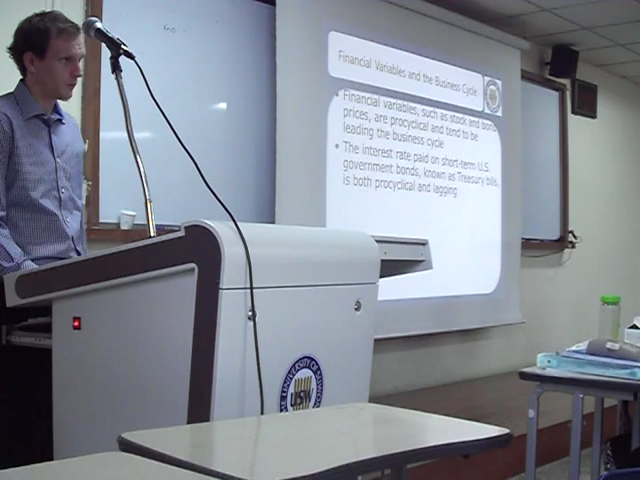 Financial Variables and the Business Cycle
• Financial variables, such as stock and bond
prices, are procyclical and tend to be
leading the business cycle
• The interest rate paid on short-term U.S.
government bonds, known as Treasury bills,
is both procyclical and lagging
UNIVERSITY OF
USW